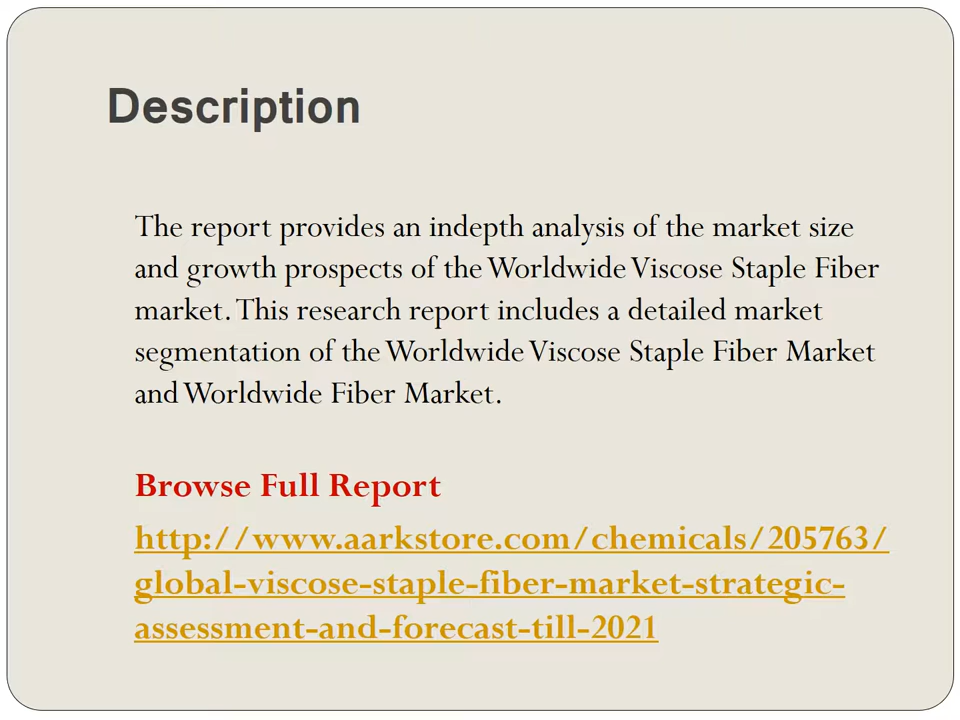 Description
The report provides an indepth analysis of the market size
and growth prospects of the Worldwide Viscose Staple Fiber
market. This research report includes a detailed market
segmentation of the Worldwide Viscose Staple Fiber Market
and Worldwide Fiber Market.
Browse Full Report
http://www.aarkstore.com/chemicals/205763/
global-viscose-staple-fiber-market-strategic-
assessment-and-forecast-till-2021